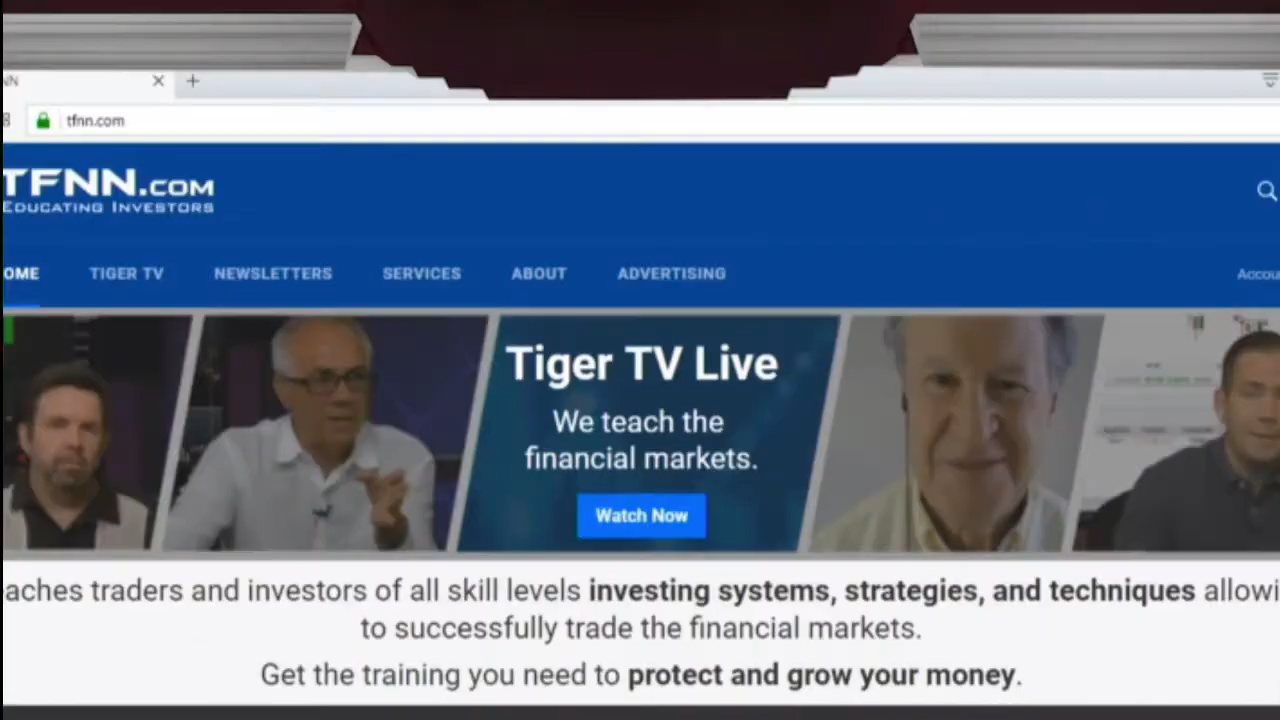 NN
tfnn.com
TFNN.COM
EDUCATING INVESTORS
OME TIGER TV NEWSLETTERS SERVICES ABOUT ADVERTISING Accou
Tiger TV Live
We teach the
financial markets.
Watch Now
aches traders and investors of all skill levels investing systems, strategies, and techniques allowi
to successfully trade the financial markets.
Get the training you need to protect and grow your money.